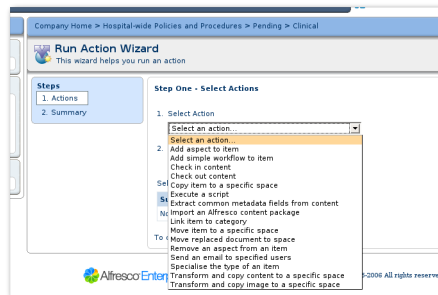 Company Home > Hospital-wide Policies and Procedures > Pending > Clinical
Run Action Wizard
This wizard helps you run an action
Steps
1. Actions
2. Summary
Step One - Select Actions
1. Select Action
Select an action...
Select an action...
Add aspect to item
Add simple workflow to item
Check in content
Check out content
Copy item to a specific space
Execute a script
Extract common metadata fields from content
Import an Alfresco content package
Link item to category
Move item to a specific space
Move replaced document to space
Remove an aspect from an item
Send an email to specified users
Specialise the type of an item
Transform and copy content to a specific space
Transform and copy image to a specific space
2.
Sel
Su
No
To c
Alfresco Enterp
5-2006 All rights reserve